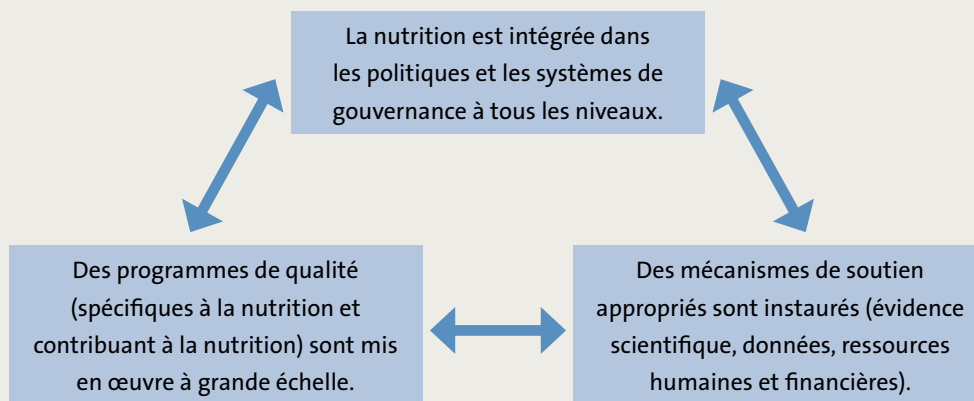 La nutrition est intégrée dans
les politiques et les systèmes de
gouvernance à tous les niveaux.
Des programmes de qualité
(spécifiques à la nutrition et
contribuant à la nutrition) sont mis
en œuvre à grande échelle.
Des mécanismes de soutien
appropriés sont instaurés (évidence
scientifique, données, ressources
humaines et financières).